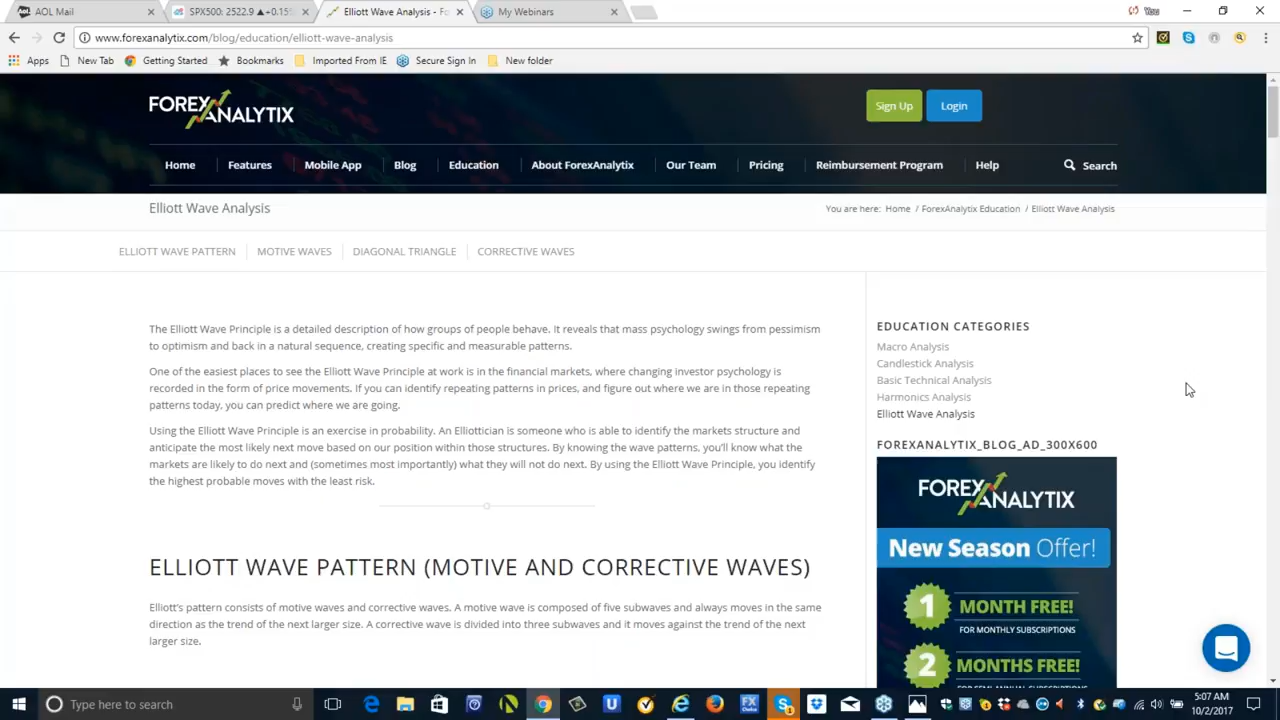 AOL Mail
SPX500: 2522.9 ▲+0.15%
Elliott Wave Analysis - Fo
My Webinars
You
www.forexanalytix.com/blog/education/elliott-wave-analysis
Apps
New Tab
Getting Started
Bookmarks
Imported From IE
Secure Sign In
New folder
FOREX ANALYTIX
Sign Up
Login
Home
Features
Mobile App
Blog
Education
About ForexAnalytix
Our Team
Pricing
Reimbursement Program
Help
Search
Elliott Wave Analysis
You are here: Home / ForexAnalytix Education / Elliott Wave Analysis
ELLIOTT WAVE PATTERN
MOTIVE WAVES
DIAGONAL TRIANGLE
CORRECTIVE WAVES
The Elliott Wave Principle is a detailed description of how groups of people behave. It reveals that mass psychology swings from pessimism
to optimism and back in a natural sequence, creating specific and measurable patterns.
One of the easiest places to see the Elliott Wave Principle at work is in the financial markets, where changing investor psychology is
recorded in the form of price movements. If you can identify repeating patterns in prices, and figure out where we are in those repeating
patterns today, you can predict where we are going.
Using the Elliott Wave Principle is an exercise in probability. An Elliottician is someone who is able to identify the markets structure and
anticipate the most likely next move based on our position within those structures. By knowing the wave patterns, you'll know what the
markets are likely to do next and (sometimes most importantly) what they will not do next. By using the Elliott Wave Principle, you identify
the highest probable moves with the least risk.
ELLIOTT WAVE PATTERN (MOTIVE AND CORRECTIVE WAVES)
Elliott's pattern consists of motive waves and corrective waves. A motive wave is composed of five subwaves and always moves in the same
direction as the trend of the next larger size. A corrective wave is divided into three subwaves and it moves against the trend of the next
larger size.
EDUCATION CATEGORIES
Macro Analysis
Candlestick Analysis
Basic Technical Analysis
Harmonics Analysis
Elliott Wave Analysis
FOREXANALYTIX_BLOG_AD_300X600
FOREX ANALYTIX
New Season Offer!
1 MONTH FREE!
FOR MONTHLY SUBSCRIPTIONS
2 MONTHS FREE!
Type here to search
5:07 AM
10/2/2017